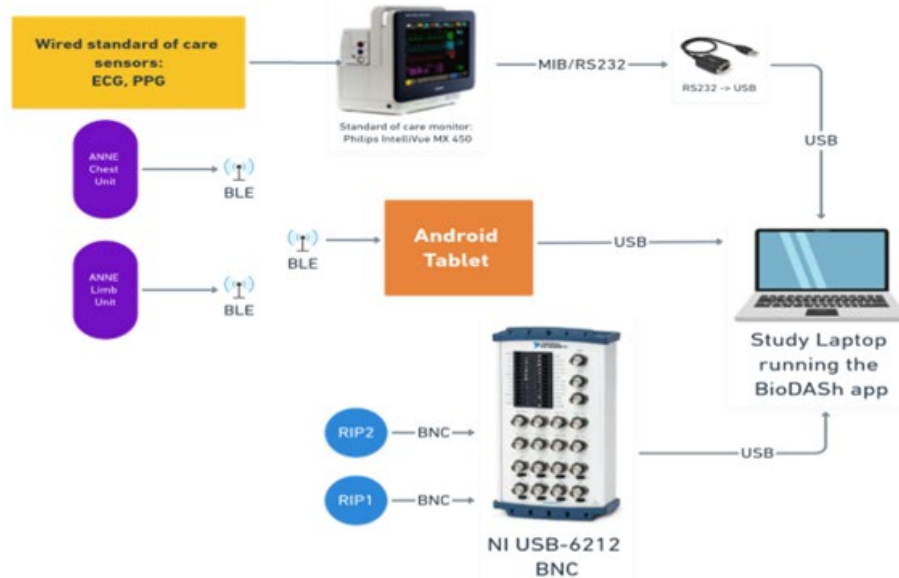 Wired standard of care
sensors:
ECG, PPG
Standard of care monitor:
Philips IntelliVue MX 450
MIB/RS232
RS232 -> USB
USB
ANNE
Chest
Unit
BLE
BLE
Android
Tablet
USB
ANNE
Limb
Unit
BLE
Study Laptop
running the
BioDASh app
RIP2
BNC
RIP1
BNC
USB
NI USB-6212
BNC